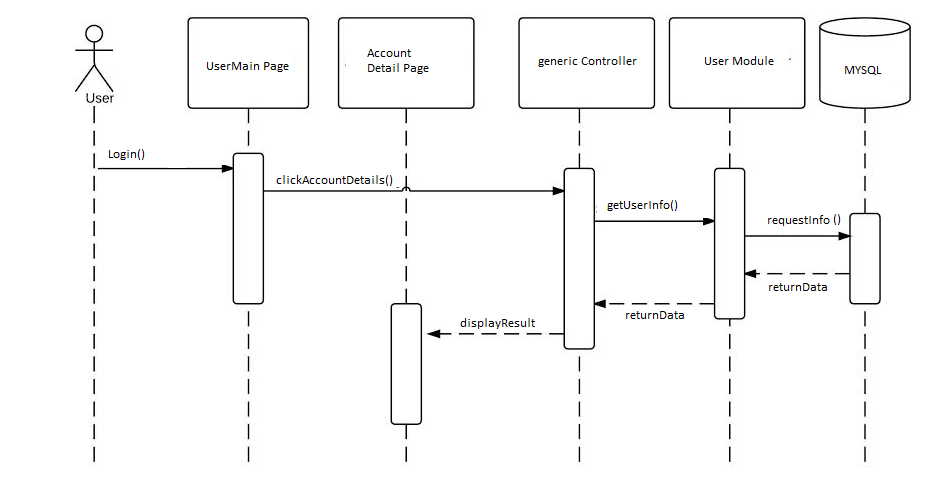 User
UserMain Page
Account
Detail Page
generic Controller
User Module
MYSQL
Login()
clickAccountDetails()
getUserInfo()
requestInfo ()
returnData
returnData
displayResult